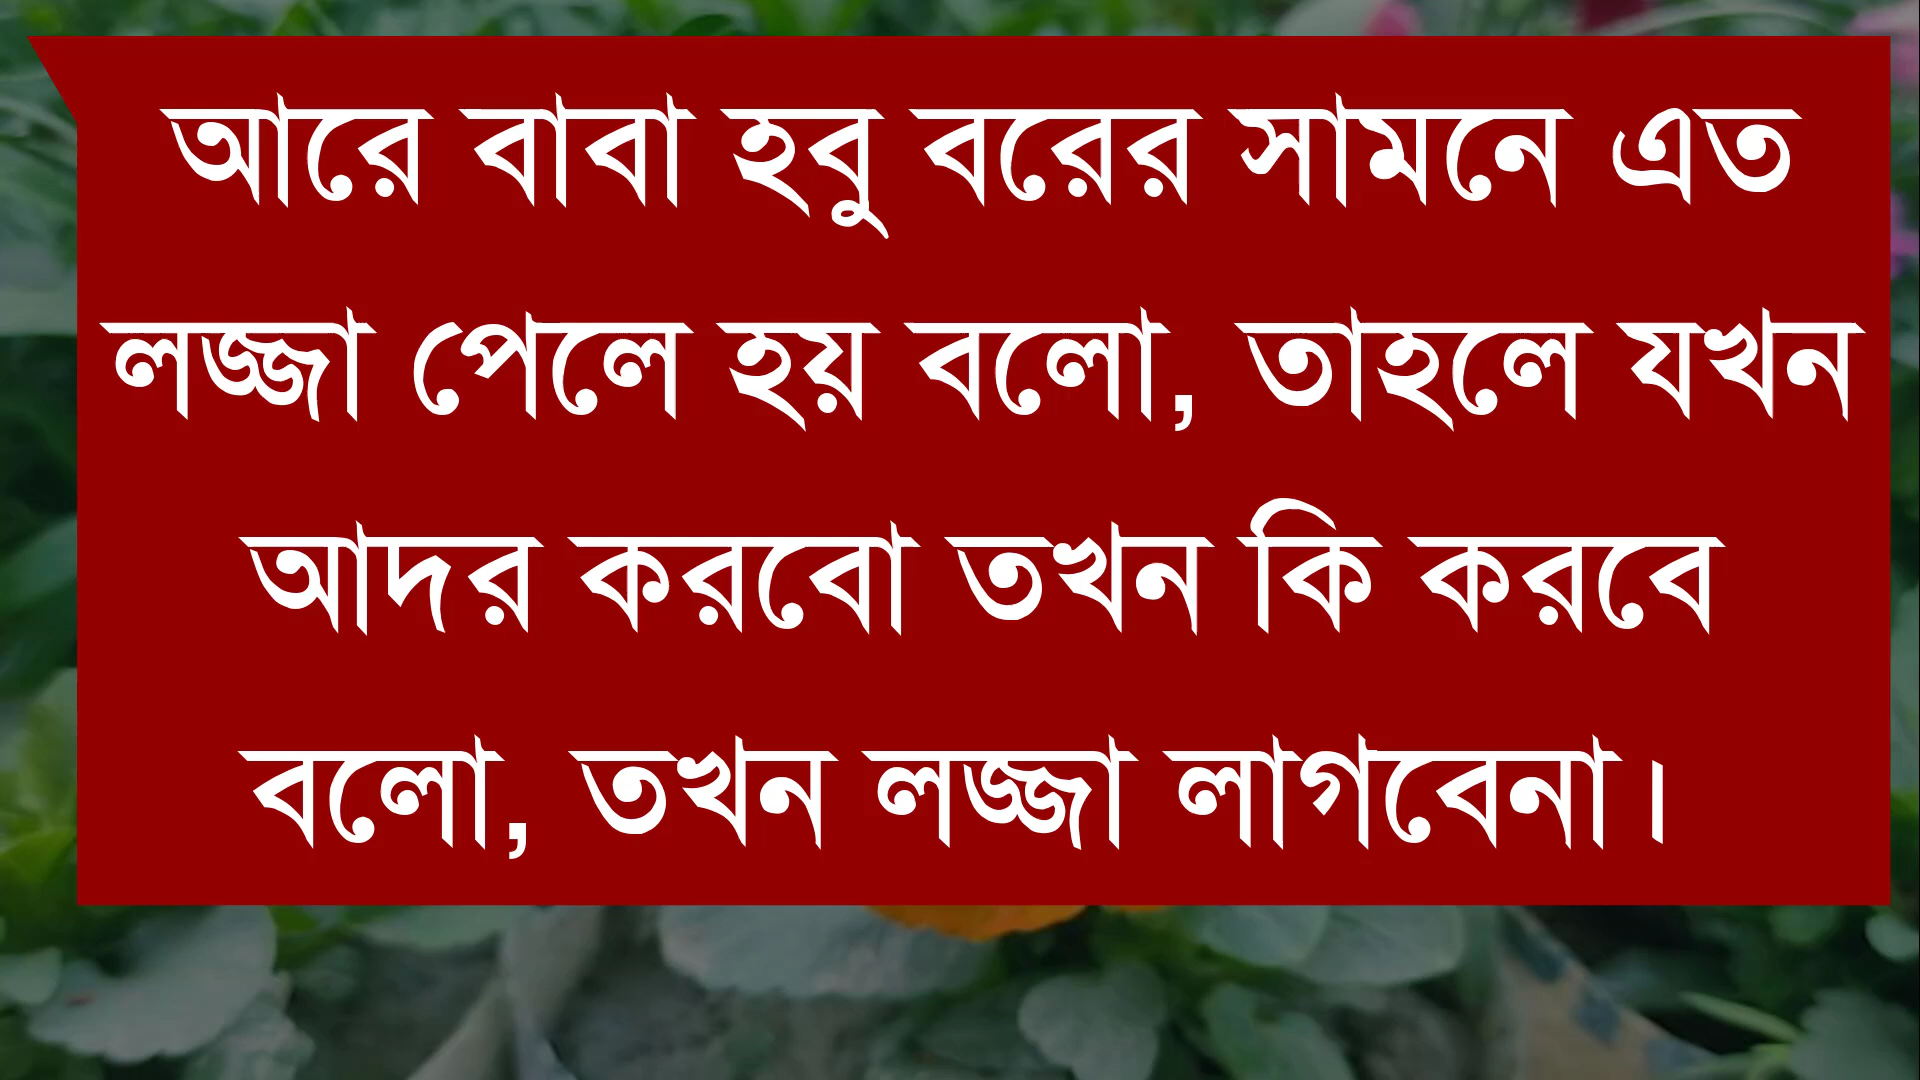 আরে বাবা হবু বরের সামনে এত
লজ্জা পেলে হয় বলো, তাহলে যখন
আদর করবো তখন কি করবে
বলো, তখন লজ্জা লাগবেনা।